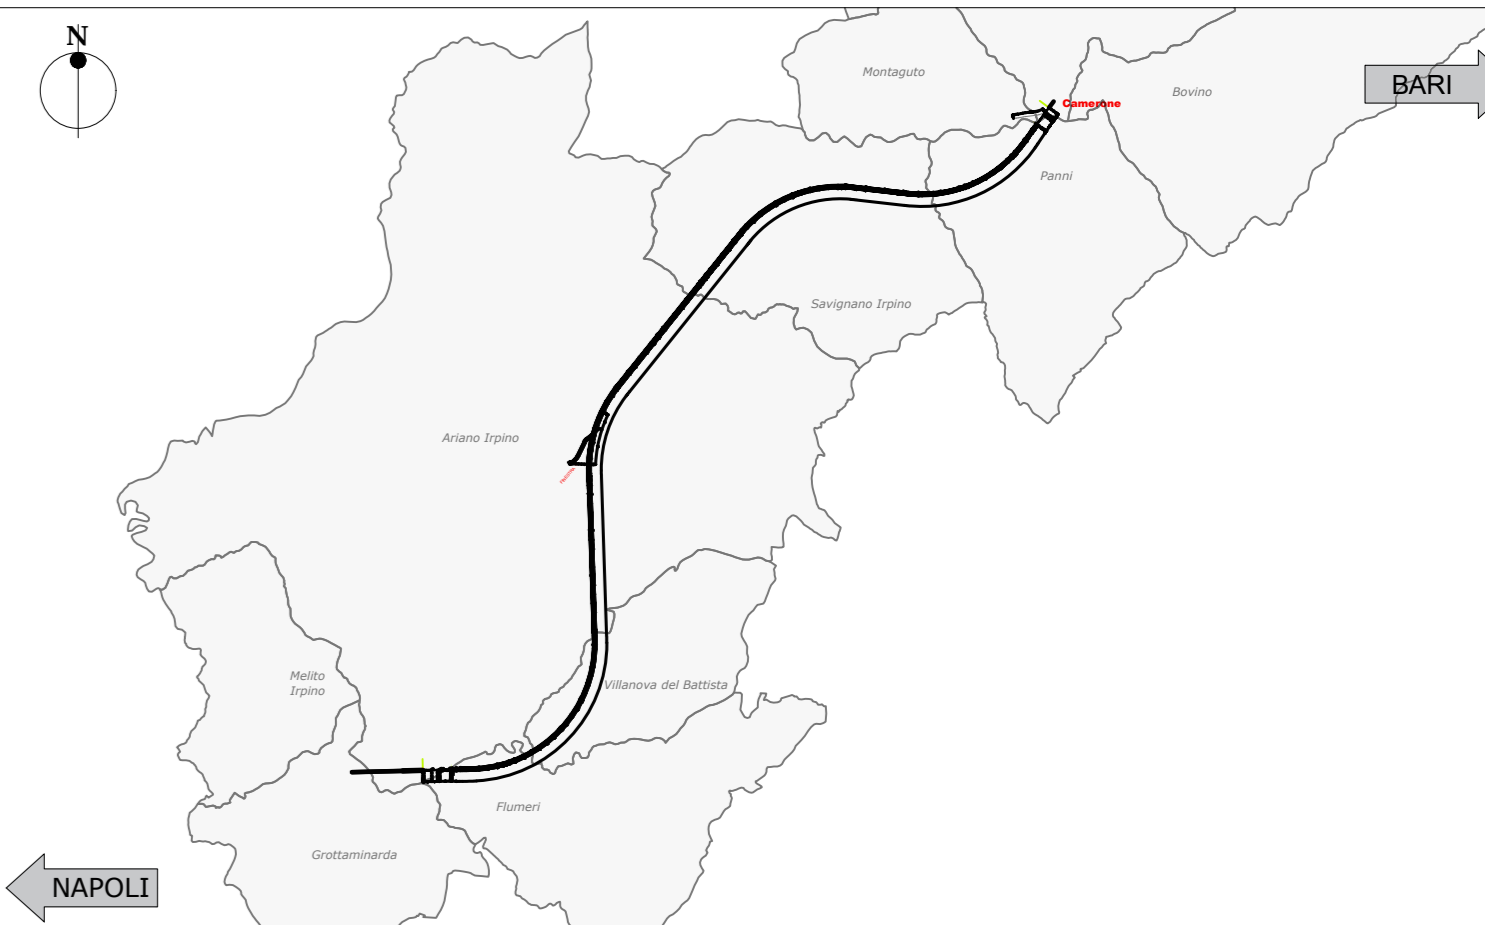 N
Montaguto
Bovino
BARI
Camerone
Panni
Savignano Irpino
Ariano Irpino
Melito
Irpino
Villanova del Battista
Flumeri
Grottaminarda
NAPOLI